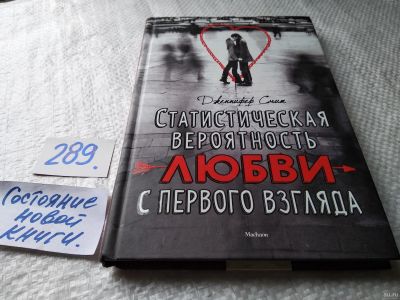 Дженнифер Смит
СТАТИСТИЧЕСКАЯ
ВЕРОЯТНОСТЬ
ЛЮБВИ
С ПЕРВОГО ВЗГЛЯДА
Machaon
289.
Состояние
новой
книги.